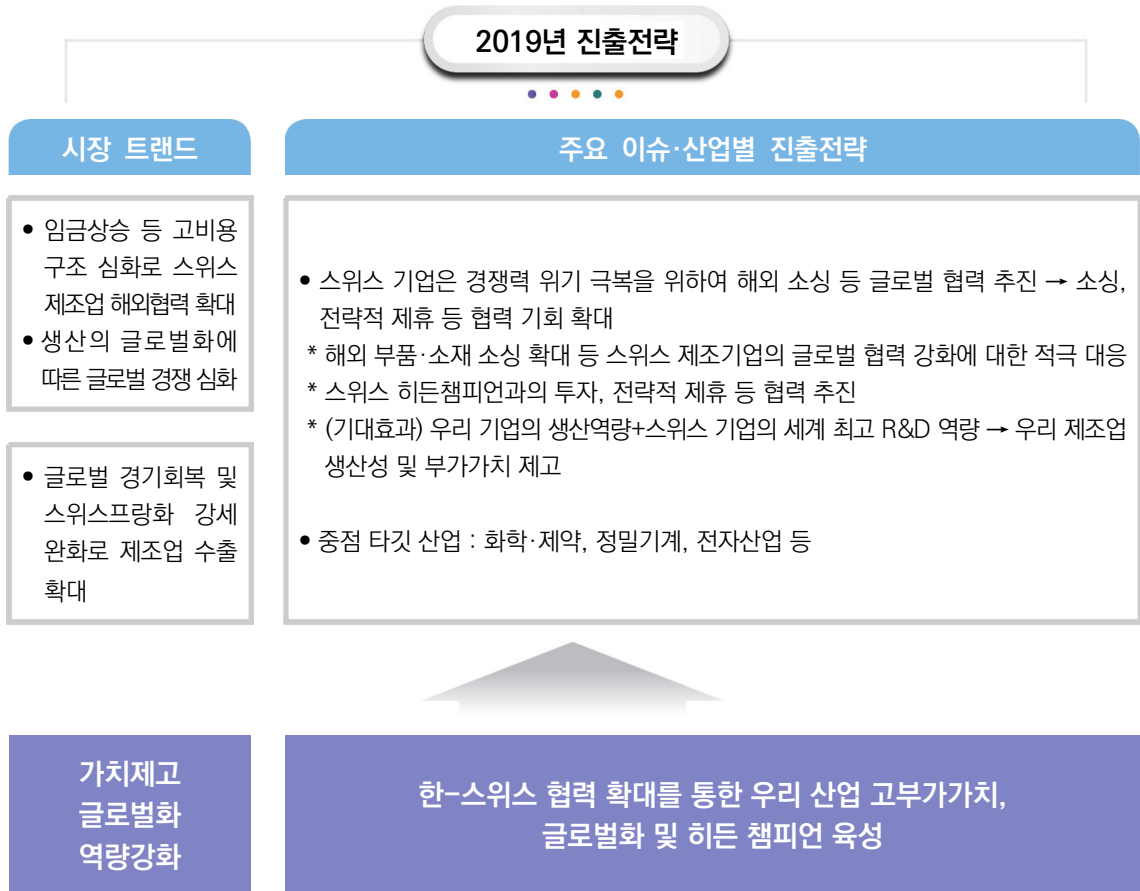 2019년 진출전략
시장 트랜드
• 임금상승 등 고비용
구조 심화로 스위스
제조업 해외협력 확대
• 생산의 글로벌화에
따른 글로벌 경쟁 심화
• 글로벌 경기회복 및
스위스프랑화 강세
완화로 제조업 수출
확대
주요 이슈·산업별 진출전략
• 스위스 기업은 경쟁력 위기 극복을 위하여 해외 소싱 등 글로벌 협력 추진 → 소싱,
전략적 제휴 등 협력 기회 확대
* 해외 부품·소재 소싱 확대 등 스위스 제조기업의 글로벌 협력 강화에 대한 적극 대응
* 스위스 히든챔피언과의 투자, 전략적 제휴 등 협력 추진
* (기대효과) 우리 기업의 생산역량+스위스 기업의 세계 최고 R&D 역량 → 우리 제조업
생산성 및 부가가치 제고
• 중점 타깃 산업 : 화학·제약, 정밀기계, 전자산업 등
가치제고
글로벌화
역량강화
한-스위스 협력 확대를 통한 우리 산업 고부가가치,
글로벌화 및 히든 챔피언 육성